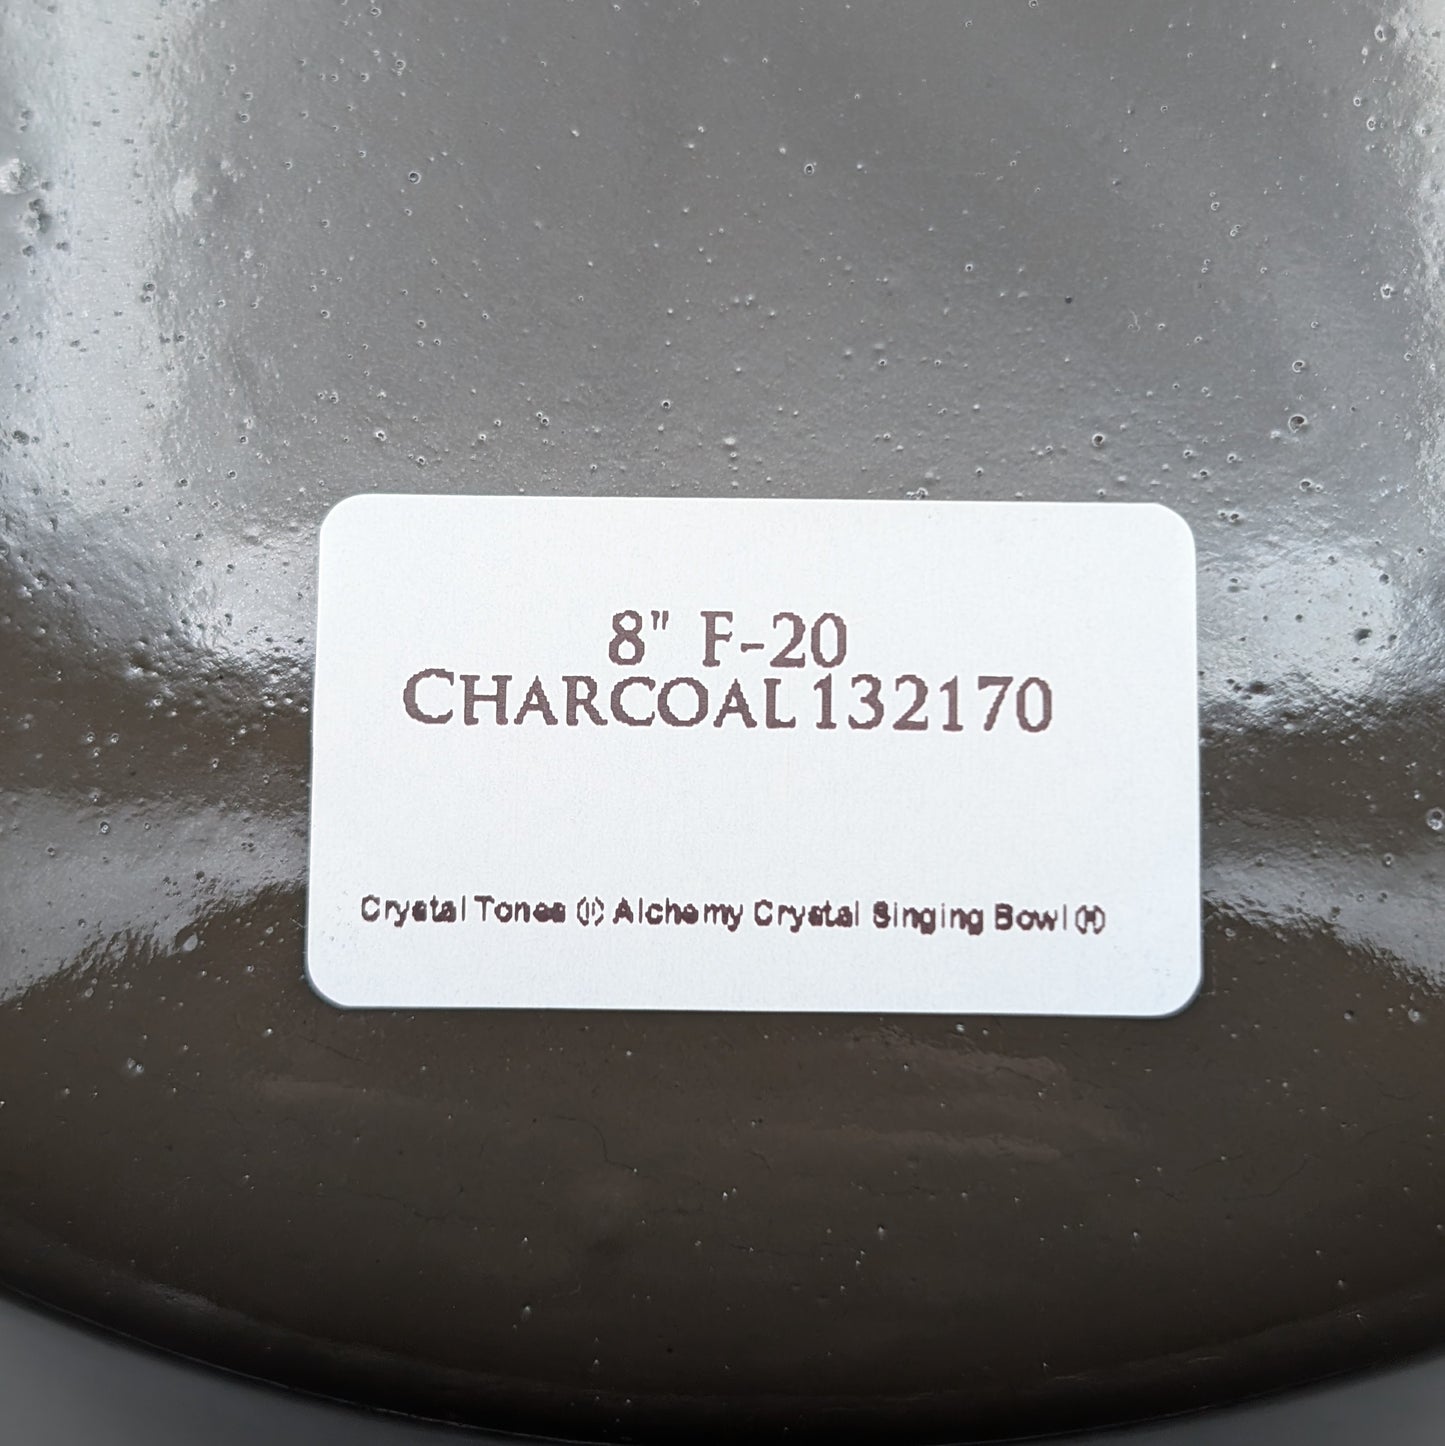 8" F-20
CHARCOAL 132170
Crystal Tones ® Alchemy Crystal Singing Bowl ®